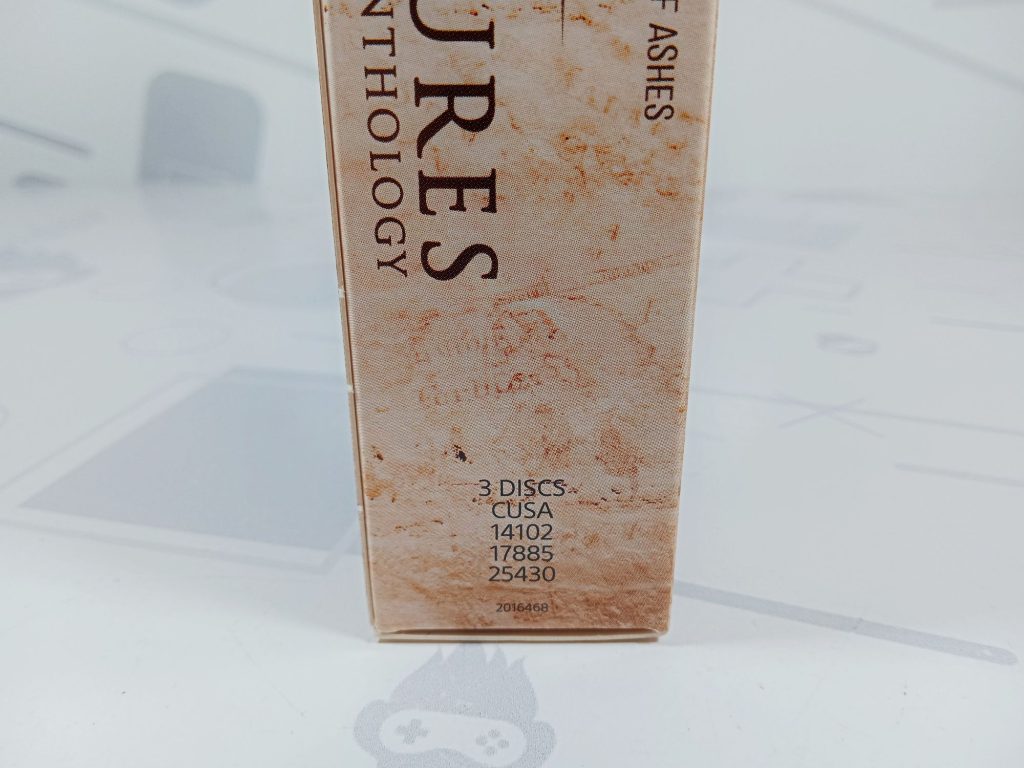 URES
NTHOLOGY
F ASHES
3 DISCS
CUSA
14102
17885
25430
2016468